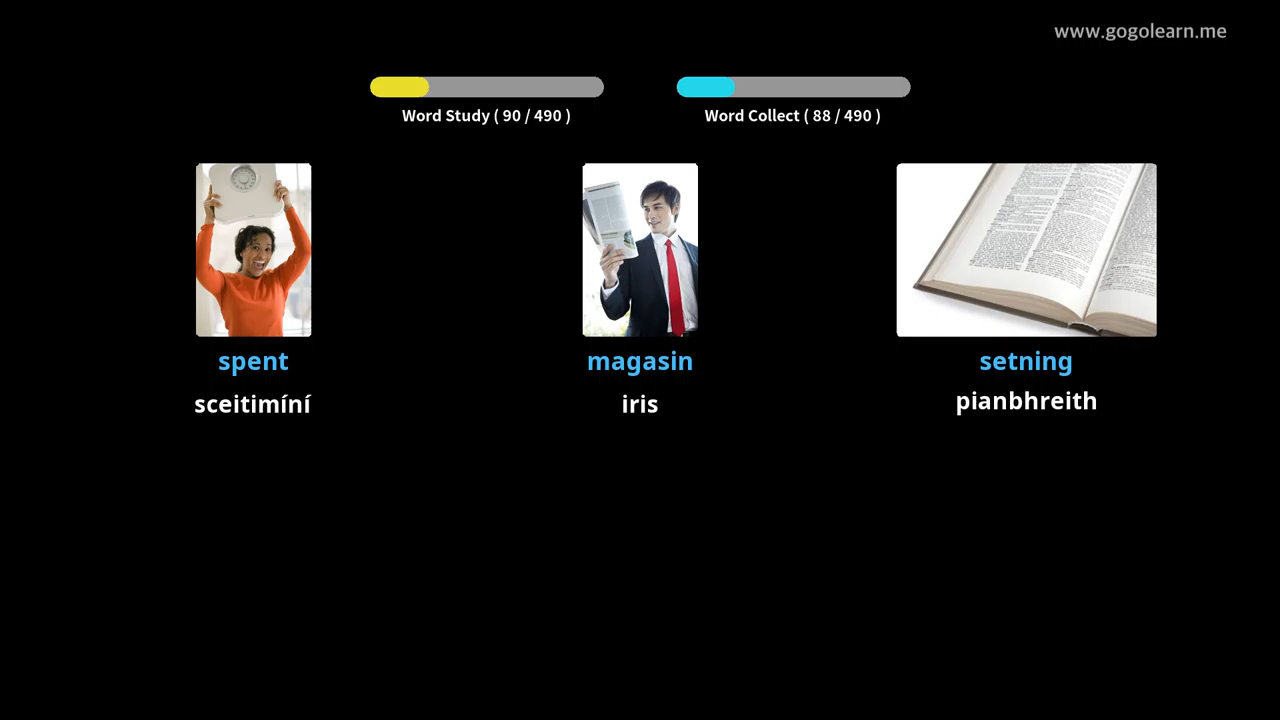 www.gogolearn.me
Word Study ( 90 / 490 )
Word Collect ( 88 / 490 )
spent
magasin
setning
sceitimíní
iris
pianbhreith